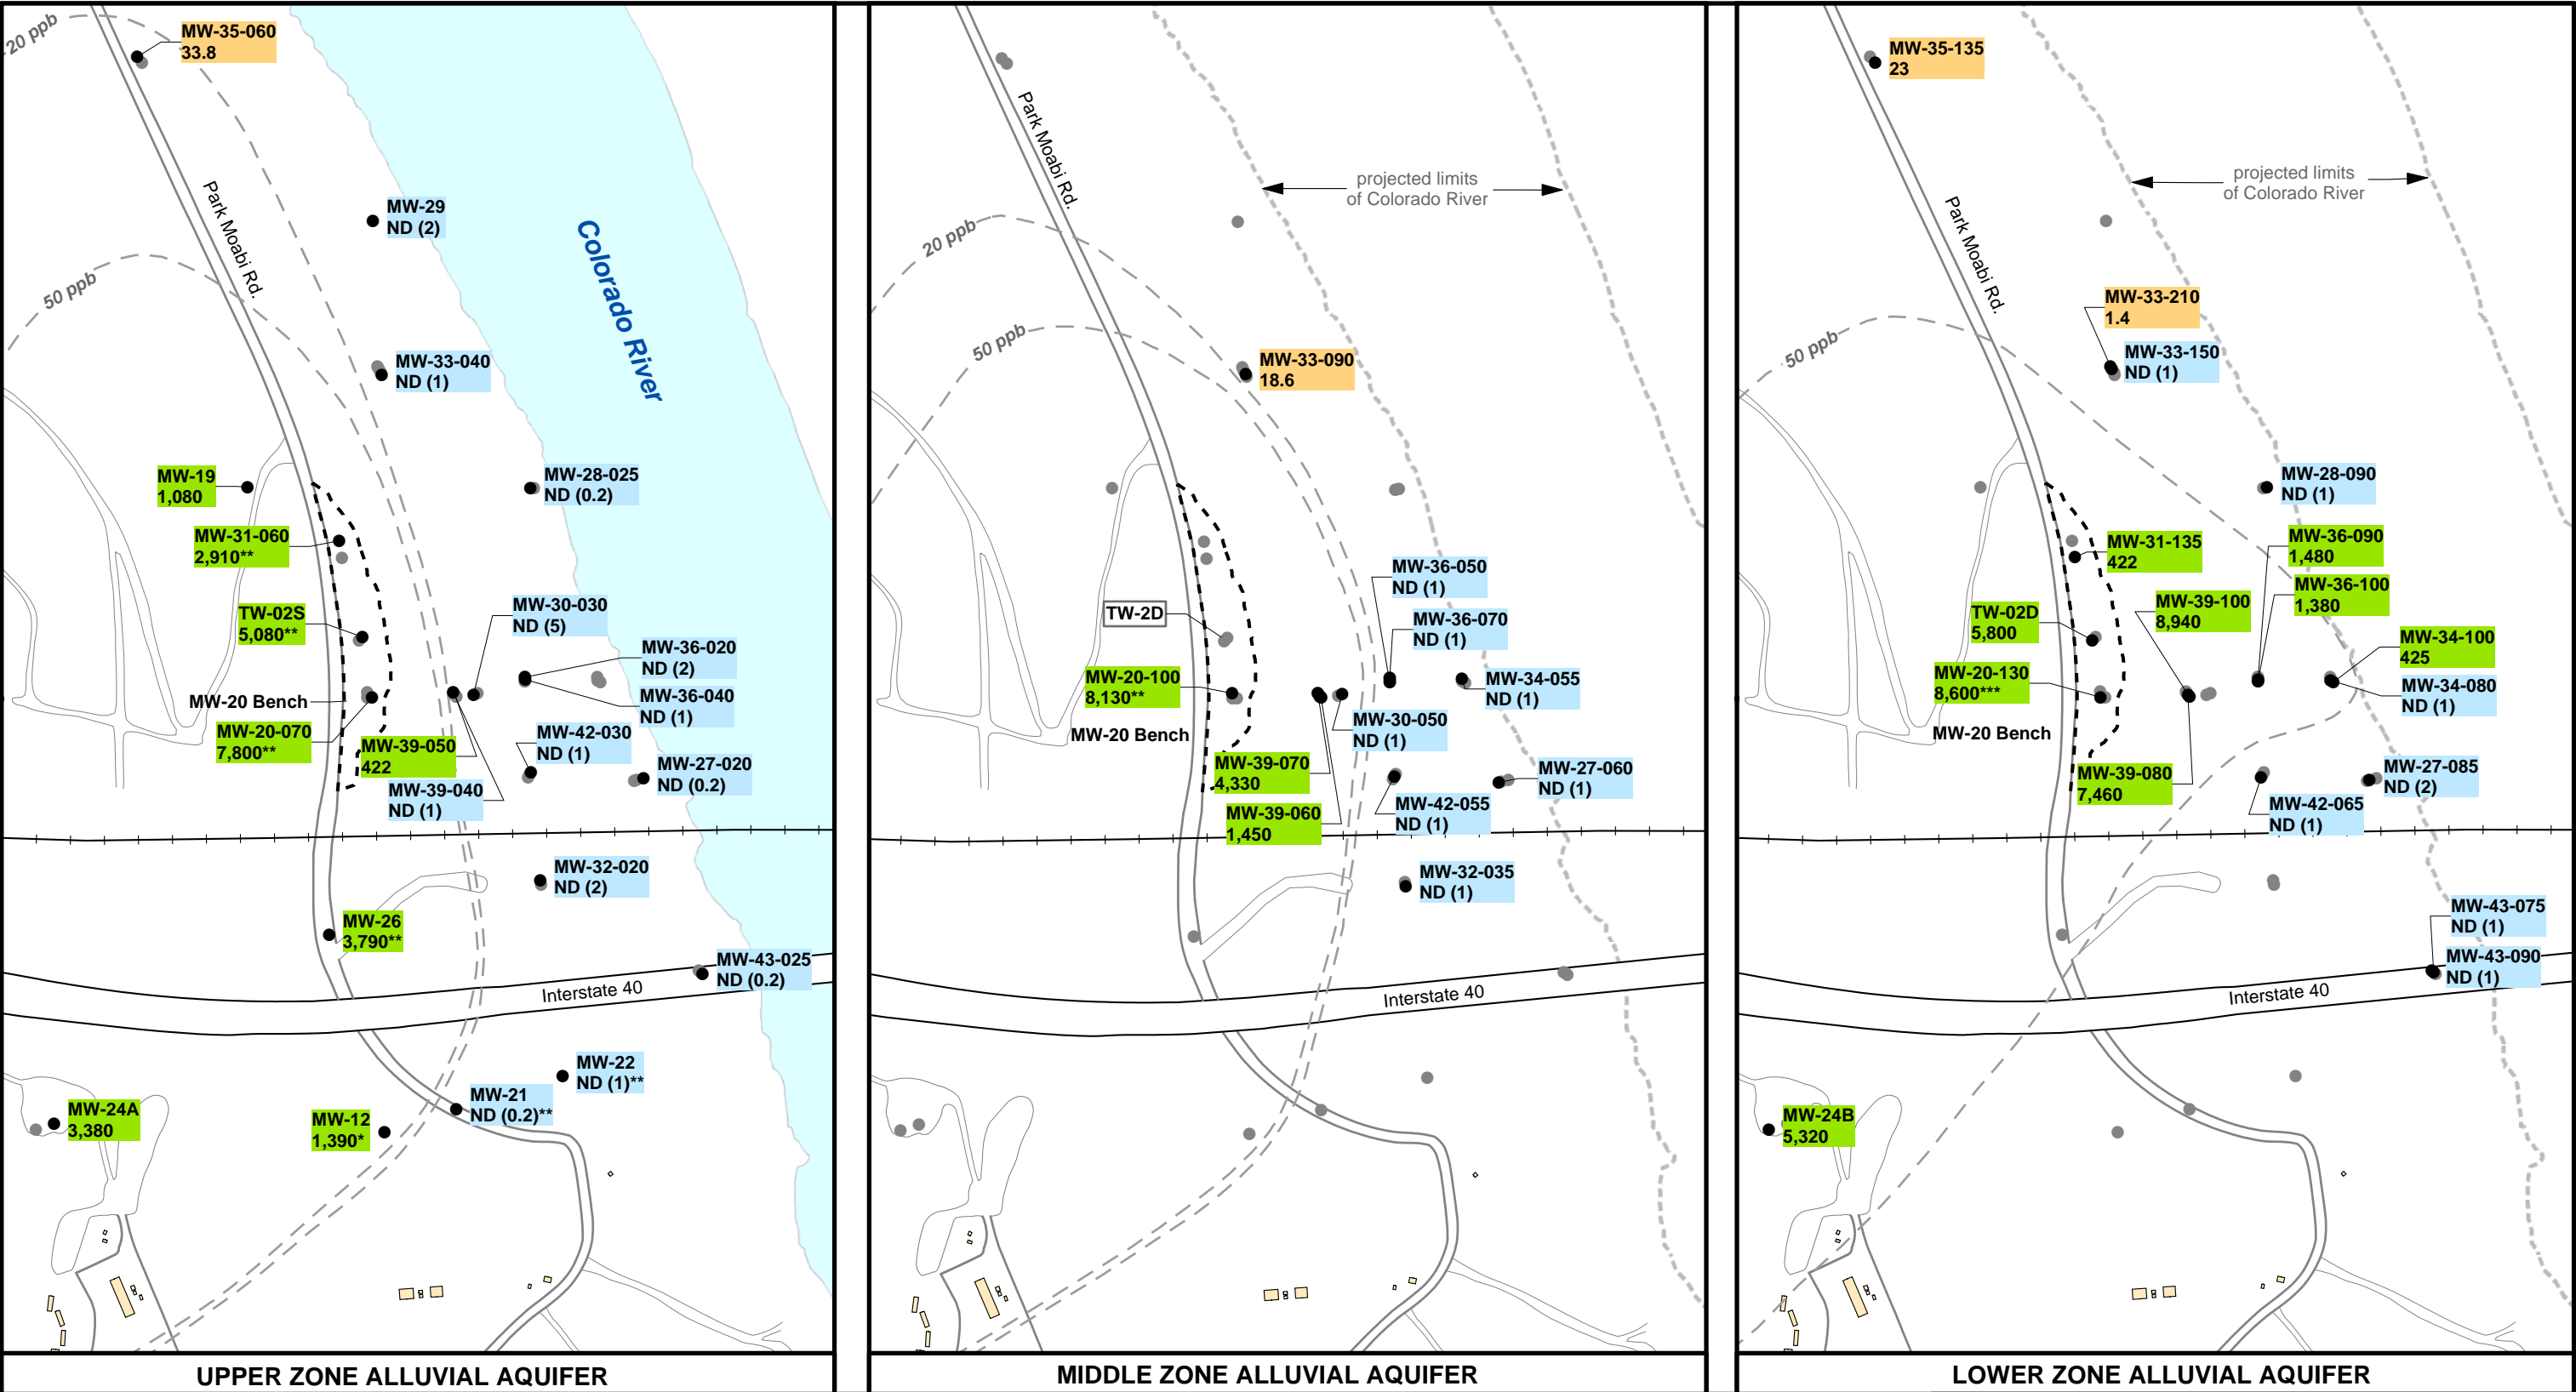 20 ppb
MW-35-060
33.8
Park Moabi Rd.
50 ppb
MW-29
ND (2)
Colorado River
MW-33-040
ND (1)
MW-19
1,080
MW-28-025
ND (0.2)
MW-31-060
2,910**
TW-02S
5,080**
MW-30-030
ND (5)
MW-36-020
ND (2)
MW-36-040
ND (1)
MW-20 Bench
MW-20-070
7,800**
MW-39-050
422
MW-42-030
ND (1)
MW-27-020
ND (0.2)
MW-39-040
ND (1)
MW-32-020
ND (2)
MW-26
3,790**
MW-43-025
ND (0.2)
Interstate 40
MW-22
ND (1)**
MW-21
ND (0.2)**
MW-24A
3,380
MW-12
1,390*
UPPER ZONE ALLUVIAL AQUIFER
Park Moabi Rd.
projected limits
of Colorado River
20 ppb
50 ppb
MW-33-090
18.6
MW-36-050
ND (1)
TW-2D
MW-36-070
ND (1)
MW-20-100
8,130**
MW-34-055
ND (1)
MW-20 Bench
MW-30-050
ND (1)
MW-39-070
4,330
MW-27-060
ND (1)
MW-39-060
1,450
MW-42-055
ND (1)
MW-32-035
ND (1)
Interstate 40
MIDDLE ZONE ALLUVIAL AQUIFER
MW-35-135
23
projected limits
of Colorado River
Park Moabi Rd.
MW-33-210
1.4
50 ppb
MW-33-150
ND (1)
MW-28-090
ND (1)
MW-31-135
422
MW-36-090
1,480
MW-36-100
1,380
TW-02D
5,800
MW-39-100
8,940
MW-34-100
425
MW-20-130
8,600***
MW-34-080
ND (1)
MW-20 Bench
MW-39-080
7,460
MW-27-085
ND (2)
MW-42-065
ND (1)
MW-43-075
ND (1)
MW-43-090
ND (1)
Interstate 40
MW-24B
5,320
LOWER ZONE ALLUVIAL AQUIFER